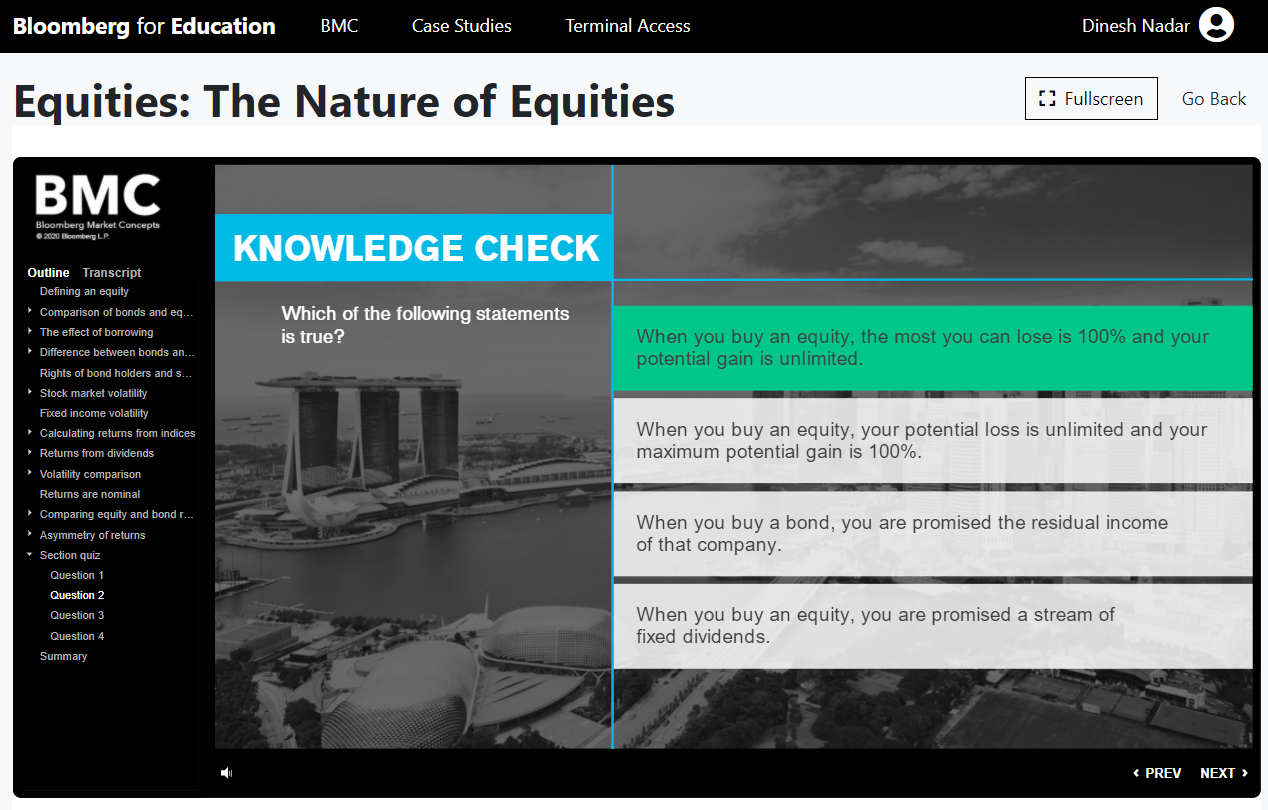 Bloomberg for Education
BMC
Case Studies
Terminal Access
Dinesh Nadar
Equities: The Nature of Equities
Fullscreen
Go Back
BMC
Bloomberg Market Concepts
© 2020 Bloomberg L.P.
Outline
Transcript
Defining an equity
Comparison of bonds and eq...
The effect of borrowing
Difference between bonds an...
Rights of bond holders and s...
Stock market volatility
Fixed income volatility
Calculating returns from indices
Returns from dividends
Volatility comparison
Returns are nominal
Comparing equity and bond r...
Asymmetry of returns
Section quiz
Question 1
Question 2
Question 3
Question 4
Summary
KNOWLEDGE CHECK
Which of the following statements
is true?
When you buy an equity, the most you can lose is 100% and your
potential gain is unlimited.
When you buy an equity, your potential loss is unlimited and your
maximum potential gain is 100%.
When you buy a bond, you are promised the residual income
of that company.
When you buy an equity, you are promised a stream of
fixed dividends.
PREV
NEXT